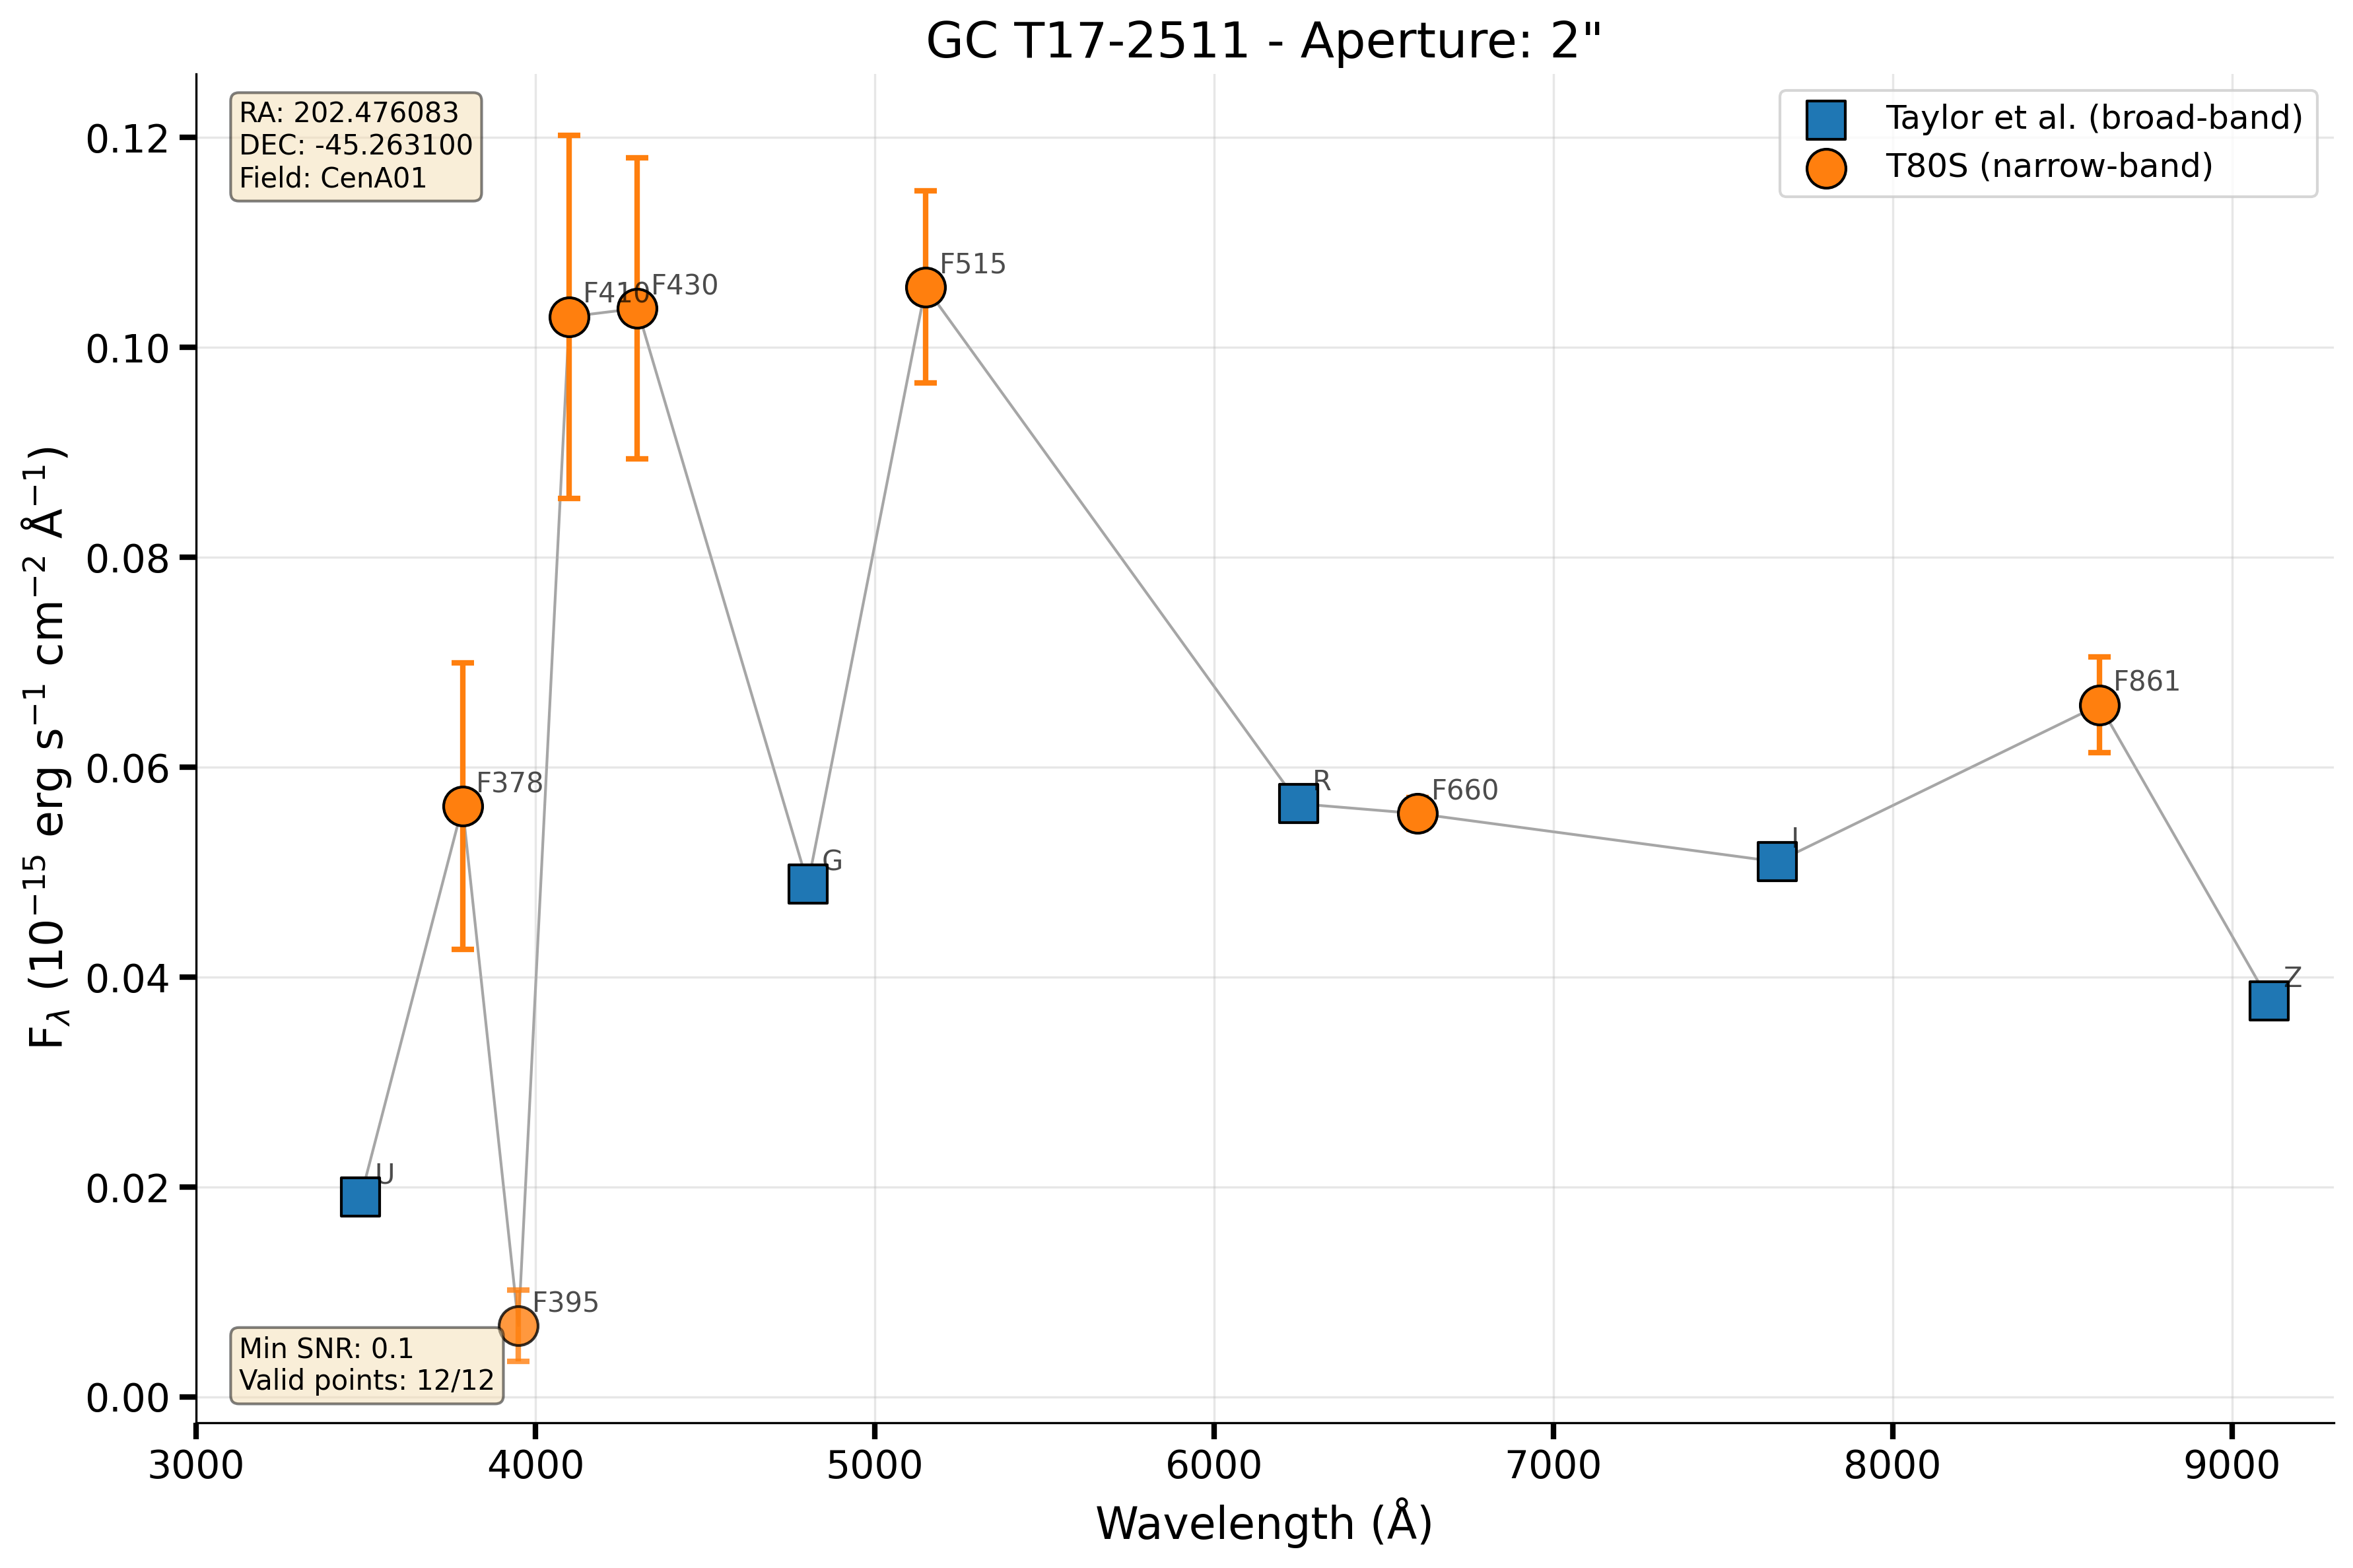 GC T17-2511 - Aperture: 2"
RA: 202.476083
DEC: -45.263100
Field: CenA01
Taylor et al. (broad-band)
T80S (narrow-band)
0.12
0.10
0.08
0.06
0.04
0.02
0.00
F_λ (10⁻¹⁵ erg s⁻¹ cm⁻² Å⁻¹)
F410
F430
F515
F378
G
R
F660
I
F861
Z
U
F395
Min SNR: 0.1
Valid points: 12/12
3000 4000 5000 6000 7000 8000 9000
Wavelength (Å)